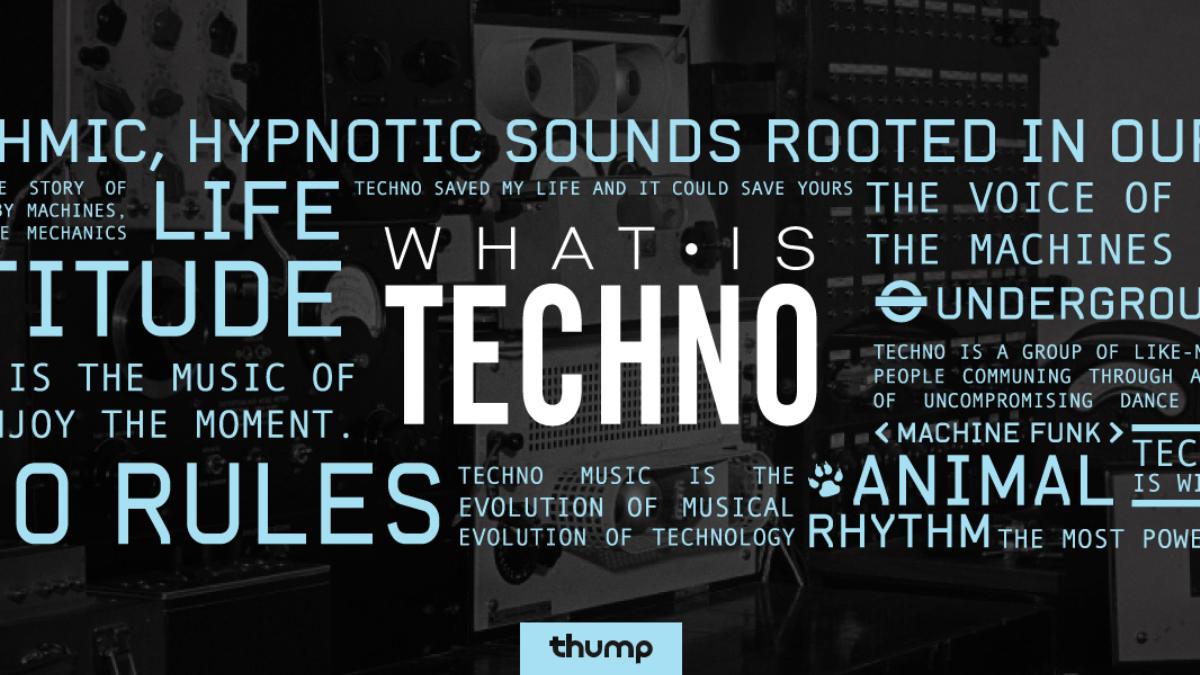 HMIC, HYPNOTIC SOUNDS ROOTED IN OUR
STORY OF
BY MACHINES,
MECHANICS
LIFE
TECHNO SAVED MY LIFE AND IT COULD SAVE YOURS
THE VOICE OF
THE MACHINES
WHAT•IS
TECHNO
TITUDE
UNDERGROU
IS THE MUSIC OF
NJOY THE MOMENT.
TECHNO IS A GROUP OF LIKE-M
PEOPLE COMMUNING THROUGH A
OF UNCOMPROMISING DANCE
<MACHINE FUNK>
O RULES
TECHNO MUSIC IS THE
EVOLUTION OF MUSICAL
EVOLUTION OF TECHNOLOGY
ANIMAL
RHYTHM
TEC
IS WI
THE MOST POWE
thump